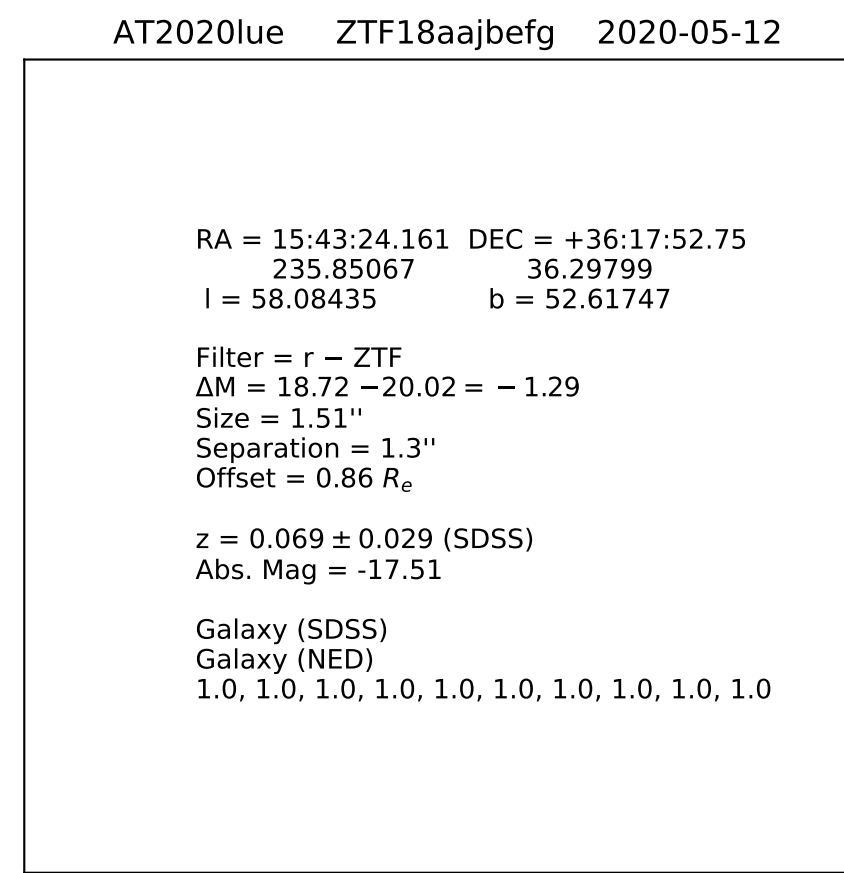 AT2020lue ZTF18aajbefg 2020-05-12
RA = 15:43:24.161 DEC = +36:17:52.75
235.85067 36.29799
l = 58.08435 b = 52.61747
Filter = r − ZTF
ΔM = 18.72 −20.02 = − 1.29
Size = 1.51''
Separation = 1.3''
Offset = 0.86 Re
z = 0.069 ± 0.029 (SDSS)
Abs. Mag = -17.51
Galaxy (SDSS)
Galaxy (NED)
1.0, 1.0, 1.0, 1.0, 1.0, 1.0, 1.0, 1.0, 1.0, 1.0